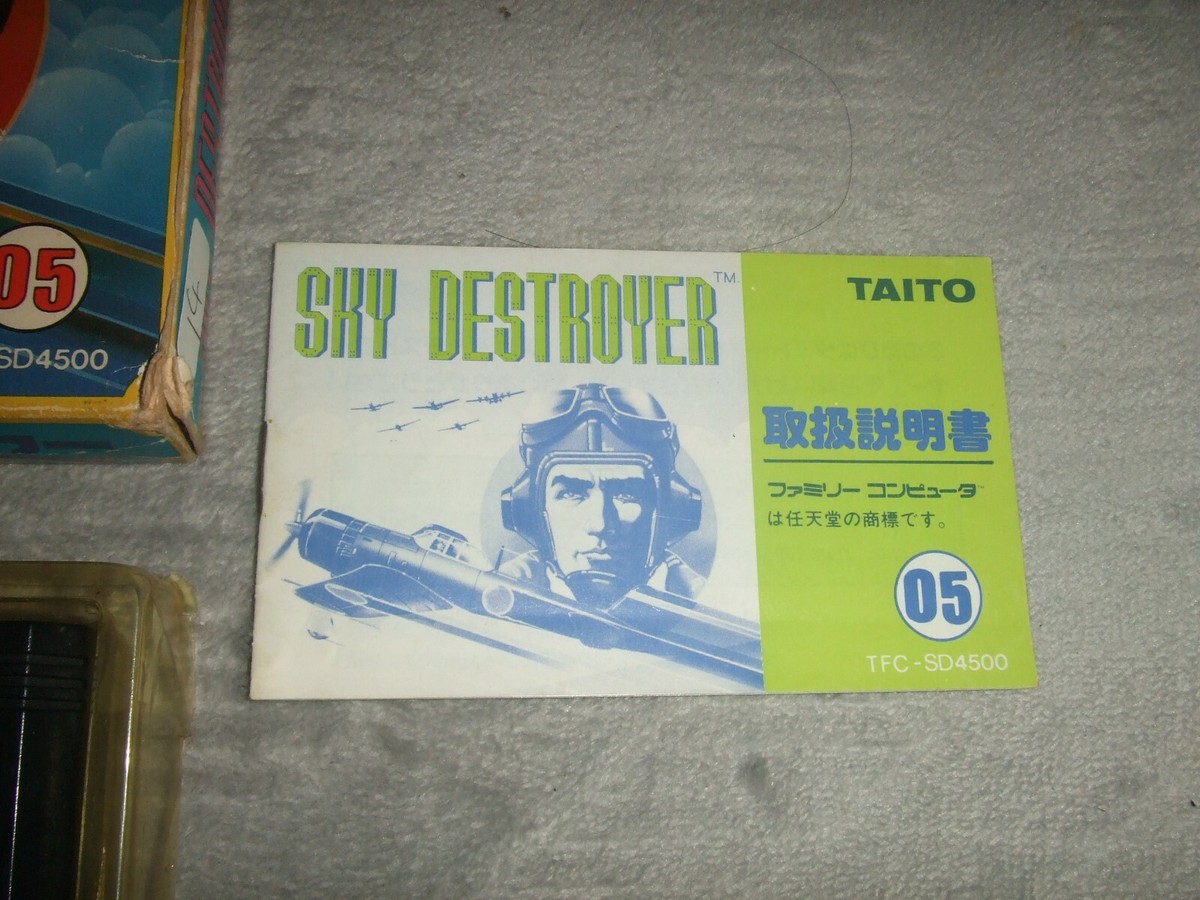 SKY DESTROYER™
TAITO
取扱説明書
ファミリー コンピュータ™
は任天堂の商標です。
05
TFC-SD4500
05
SD4500
14